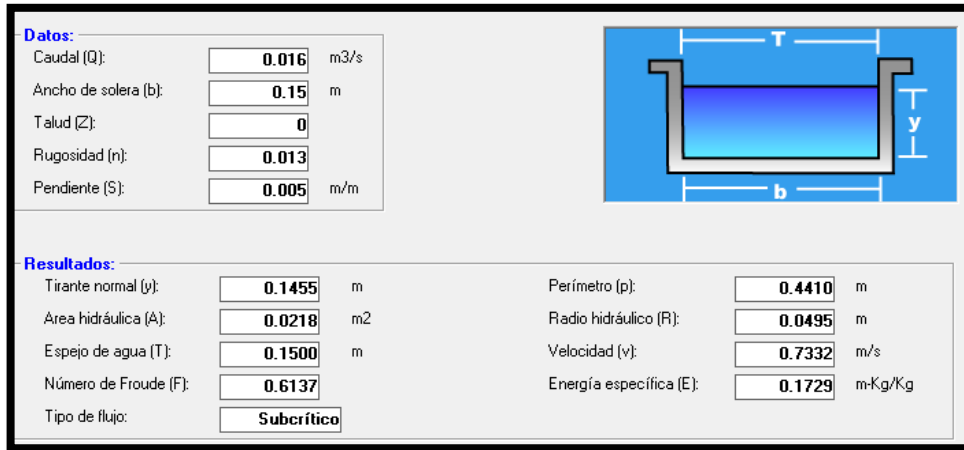 Datos:
Caudal (Q): 0.016 m3/s
Ancho de solera (b): 0.15 m
Talud (Z): 0
Rugosidad (n): 0.013
Pendiente (S): 0.005 m/m
T
y
b
Resultados:
Tirante normal (y): 0.1455 m Perímetro (p): 0.4410 m
Area hidráulica (A): 0.0218 m2 Radio hidráulico (R): 0.0495 m
Espejo de agua (T): 0.1500 m Velocidad (v): 0.7332 m/s
Número de Froude (F): 0.6137 Energía específica (E): 0.1729 m-Kg/Kg
Tipo de flujo: Subcrítico